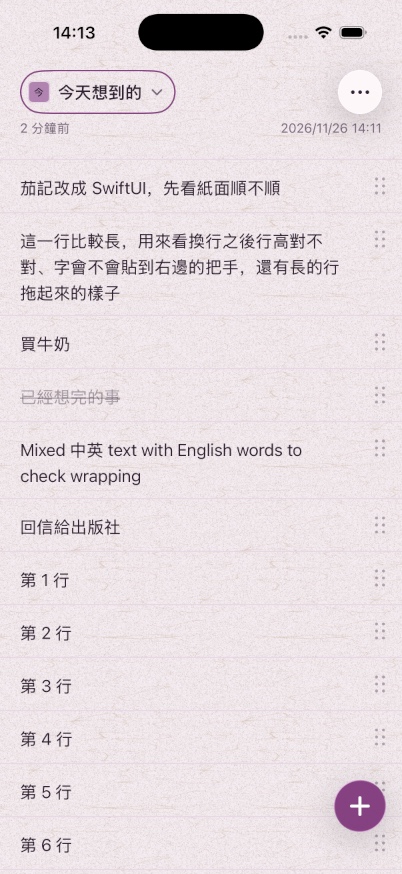 14:13
今 今天想到的
2 分鐘前 2026/11/26 14:11
茄記改成 SwiftUI，先看紙面順不順
這一行比較長，用來看換行之後行高對不
對、字會不會貼到右邊的把手，還有長的行
拖起來的樣子
買牛奶
已經想完的事
Mixed 中英 text with English words to
check wrapping
回信給出版社
第 1 行
第 2 行
第 3 行
第 4 行
第 5 行
第 6 行